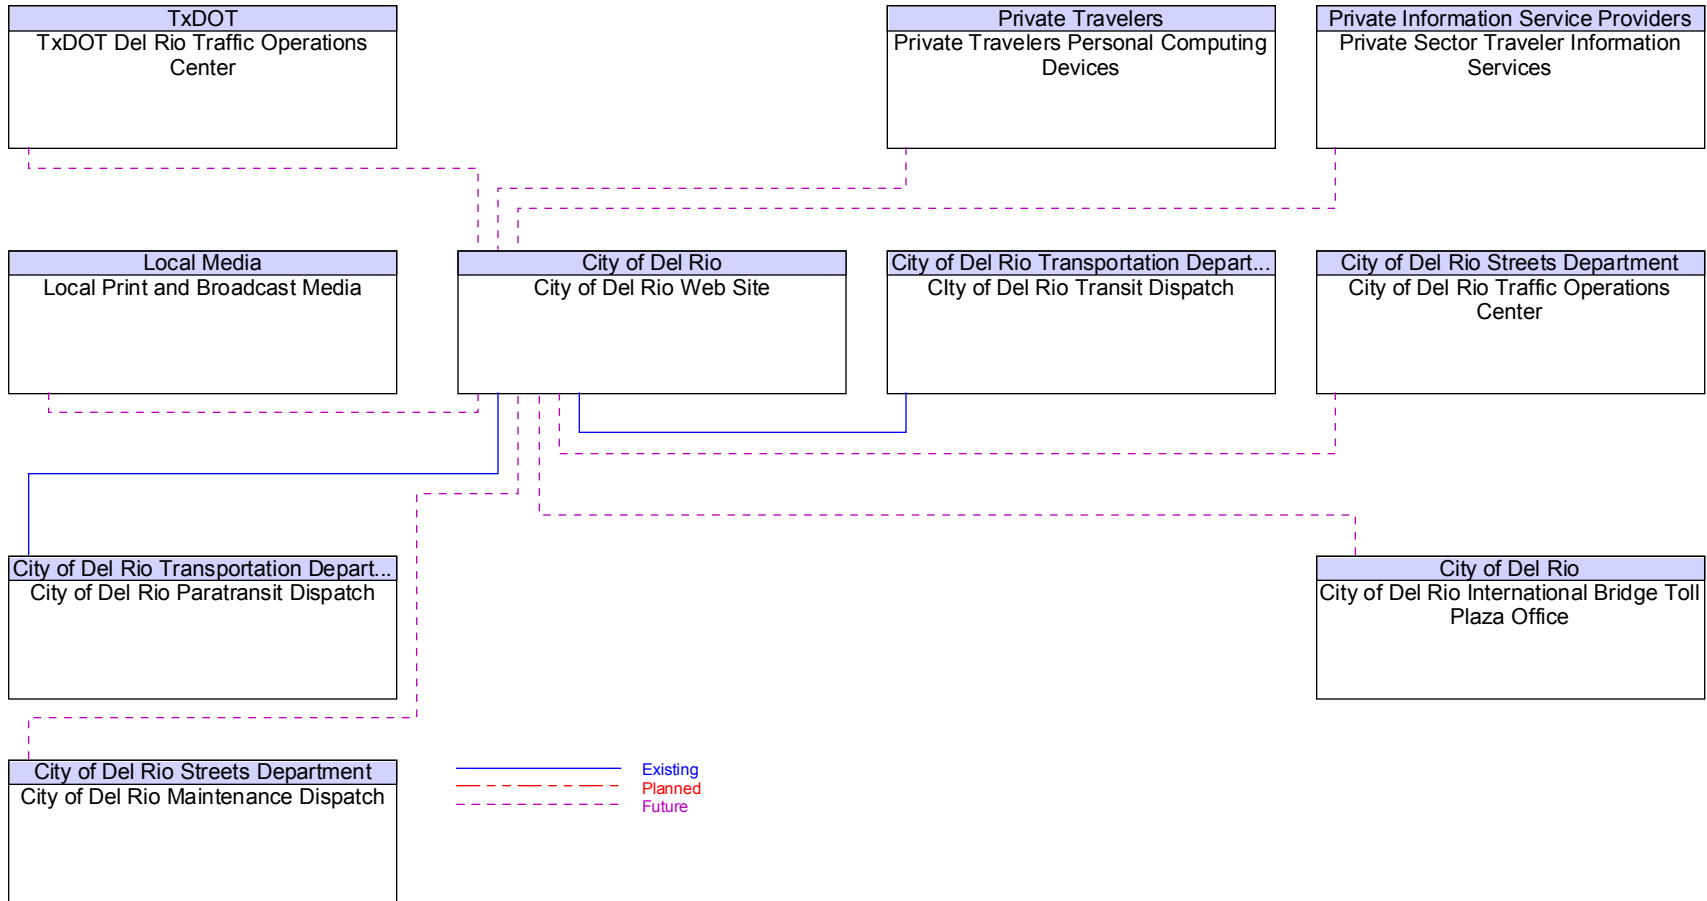 TxDOT
TxDOT Del Rio Traffic Operations
Center
Private Travelers
Private Travelers Personal Computing
Devices
Private Information Service Providers
Private Sector Traveler Information
Services
Local Media
Local Print and Broadcast Media
City of Del Rio
City of Del Rio Web Site
City of Del Rio Transportation Depart...
CIty of Del Rio Transit Dispatch
City of Del Rio Streets Department
City of Del Rio Traffic Operations
Center
City of Del Rio Transportation Depart...
City of Del Rio Paratransit Dispatch
City of Del Rio
City of Del Rio International Bridge Toll
Plaza Office
City of Del Rio Streets Department
City of Del Rio Maintenance Dispatch
Existing
Planned
Future